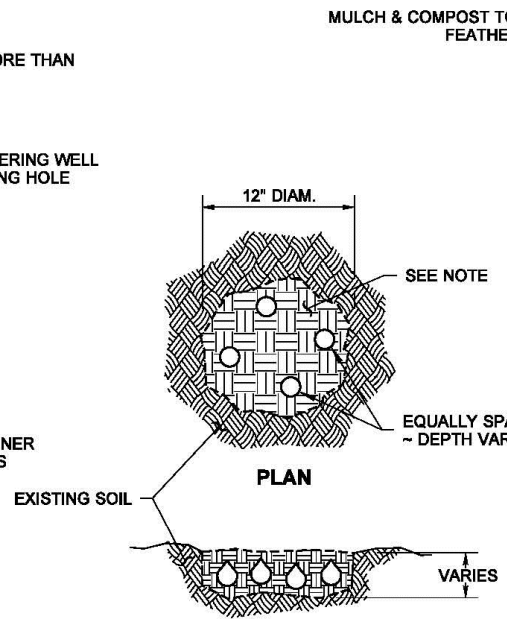 MULCH & COMPOST
FEATHE
ORE THAN
ERING WELL
NG HOLE
12" DIAM.
SEE NOTE
EQUALLY SPA
~ DEPTH VAR
NER
S
PLAN
EXISTING SOIL
VARIES